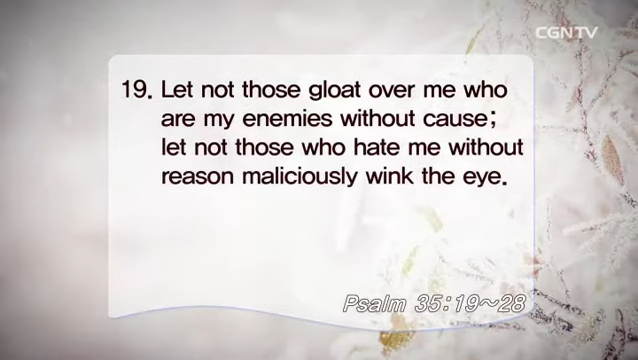 CGNTV
19. Let not those gloat over me who
are my enemies without cause;
let not those who hate me without
reason maliciously wink the eye.
Psalm 35:19~28